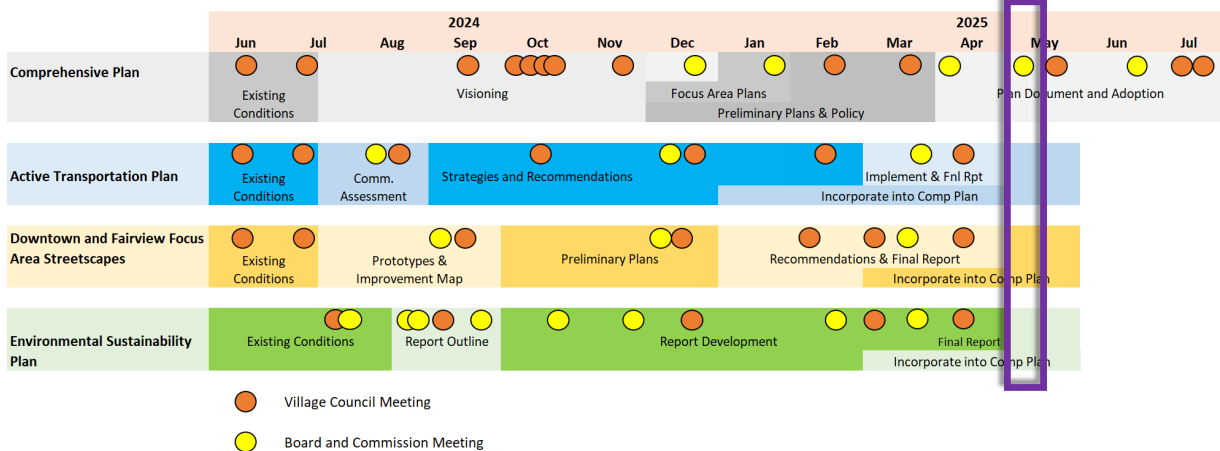 2024 2025
Jun Jul Aug Sep Oct Nov Dec Jan Feb Mar Apr May Jun Jul
Comprehensive Plan
Existing
Conditions
Visioning
Focus Area Plans
Preliminary Plans & Policy
Plan Document and Adoption
Active Transportation Plan
Existing
Conditions
Comm.
Assessment
Strategies and Recommendations
Implement & Fnl Rpt
Incorporate into Comp Plan
Downtown and Fairview Focus
Area Streetscapes
Existing
Conditions
Prototypes &
Improvement Map
Preliminary Plans
Recommendations & Final Report
Incorporate into Comp Plan
Environmental Sustainability
Plan
Existing Conditions
Report Outline
Report Development
Final Report
Incorporate into Comp Plan
Village Council Meeting
Board and Commission Meeting